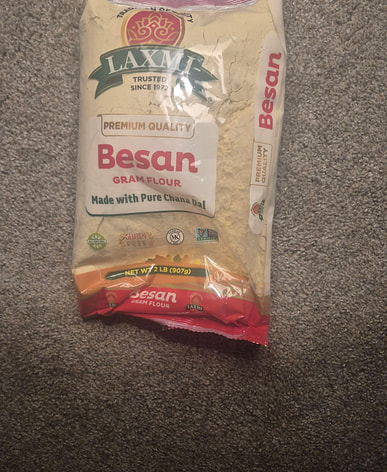 LAXMI
TRUSTED
SINCE 1972
PREMIUM QUALITY
Besan
GRAM FLOUR
Made with Pure Chana Dal
NET WT 2 LB (907g)
Besan
GRAM FLOUR
LAXMI
Besan
PREMIUM
QUALITY